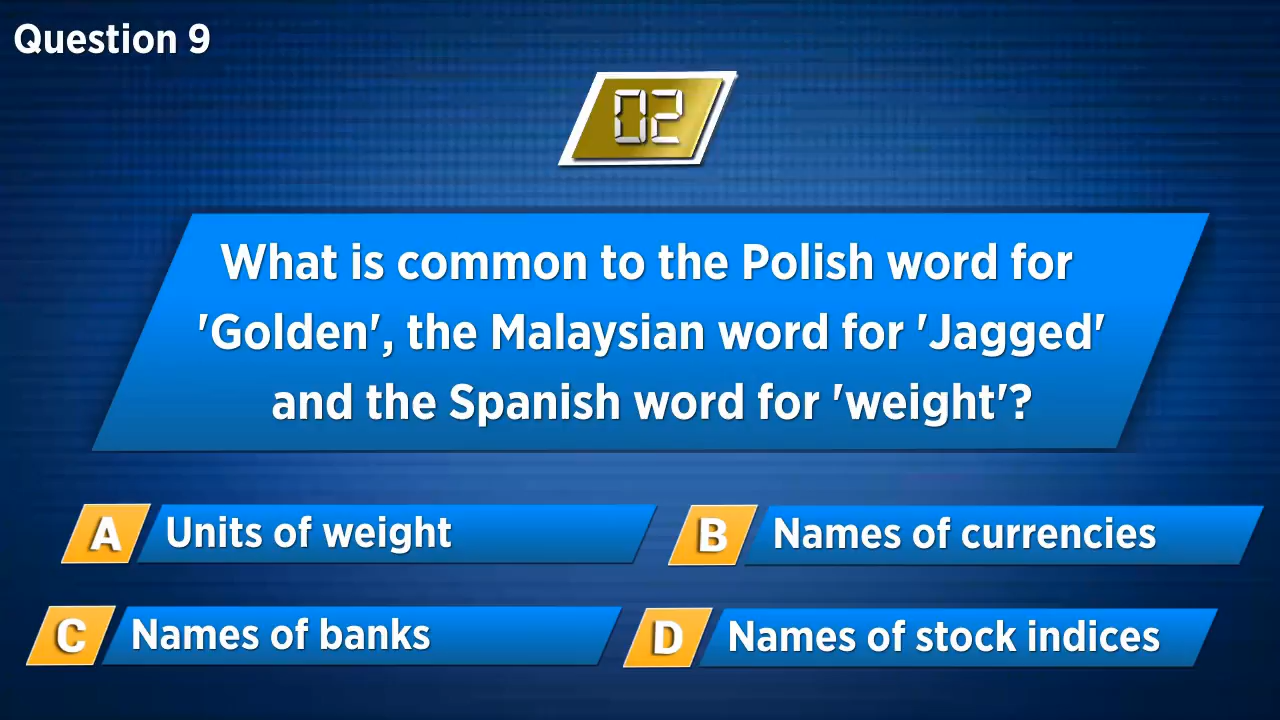 Question 9
02
What is common to the Polish word for
'Golden', the Malaysian word for 'Jagged'
and the Spanish word for 'weight'?
A Units of weight
B Names of currencies
C Names of banks
D Names of stock indices